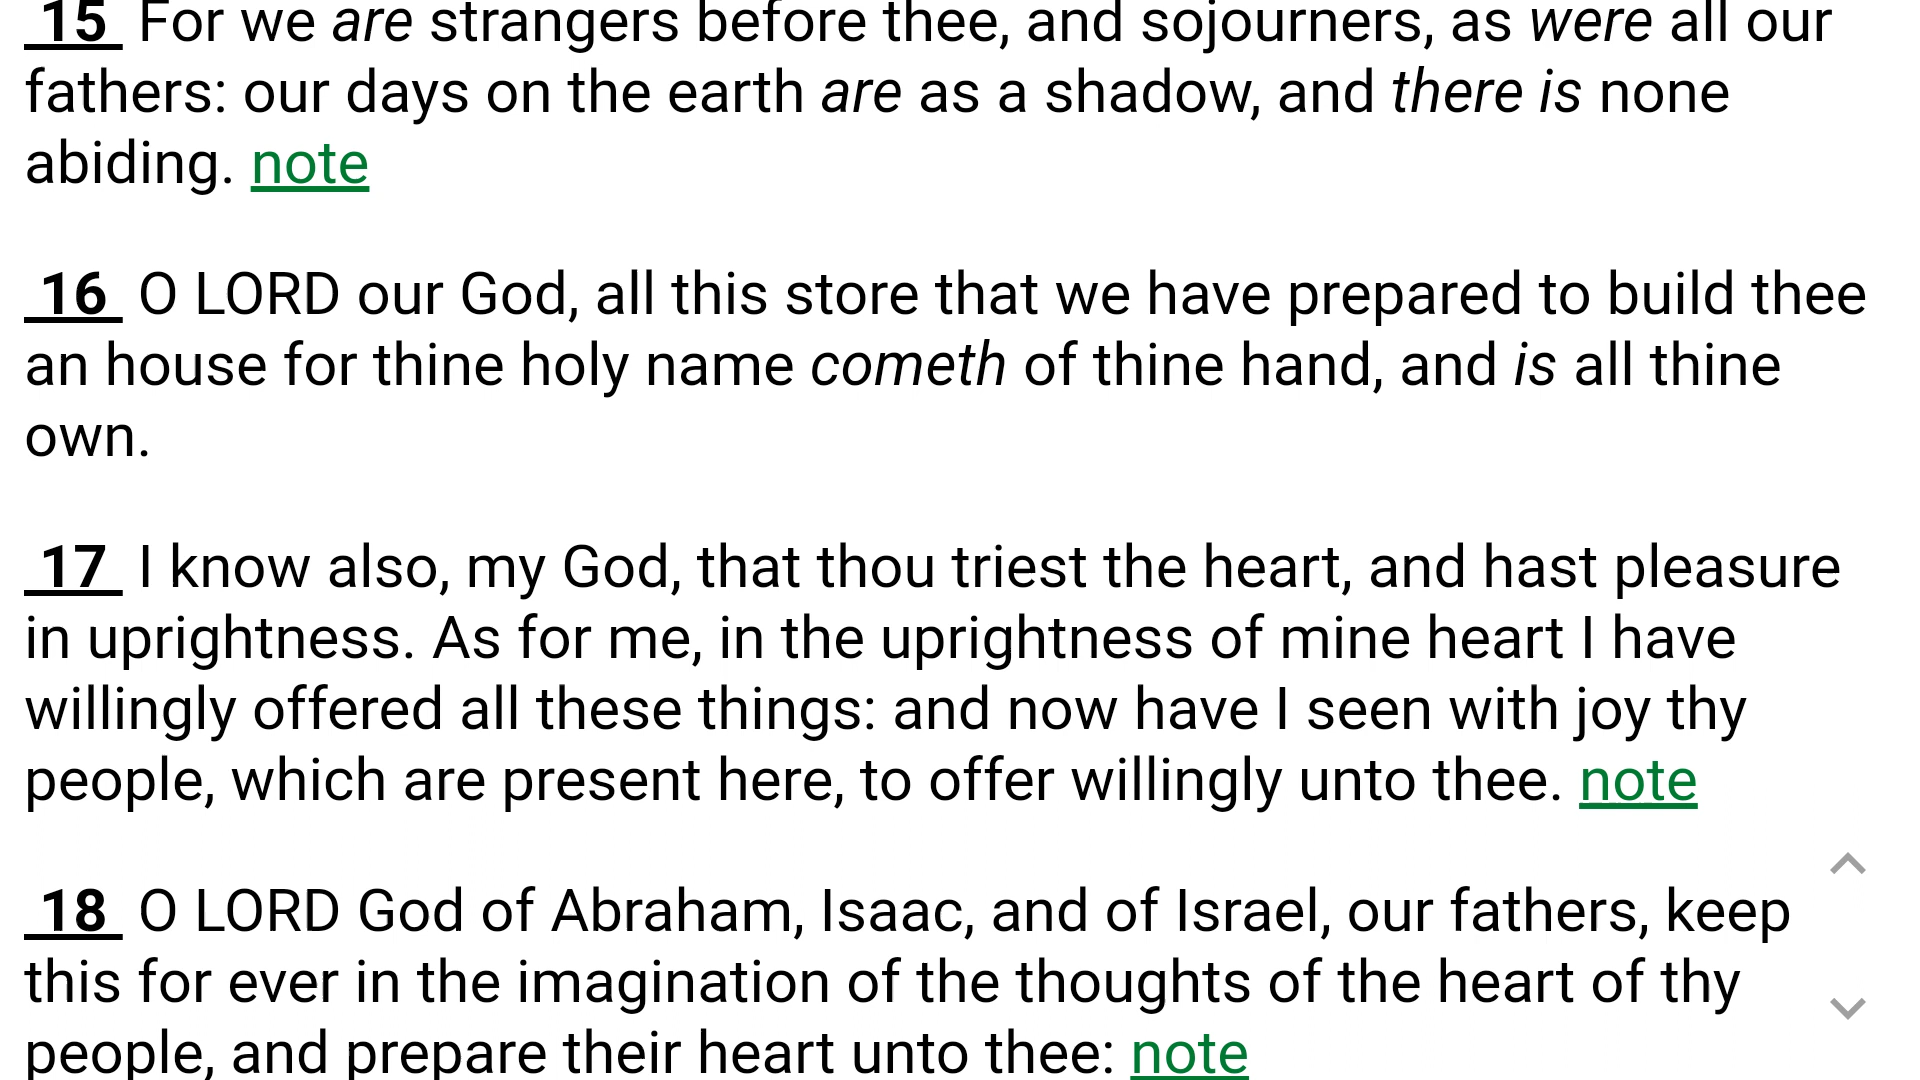 15 For we are strangers before thee, and sojourners, as were all our
fathers: our days on the earth are as a shadow, and there is none
abiding. note
16 O LORD our God, all this store that we have prepared to build thee
an house for thine holy name cometh of thine hand, and is all thine
own.
17 I know also, my God, that thou triest the heart, and hast pleasure
in uprightness. As for me, in the uprightness of mine heart I have
willingly offered all these things: and now have I seen with joy thy
people, which are present here, to offer willingly unto thee. note
18 O LORD God of Abraham, Isaac, and of Israel, our fathers, keep
this for ever in the imagination of the thoughts of the heart of thy
people, and prepare their heart unto thee: note